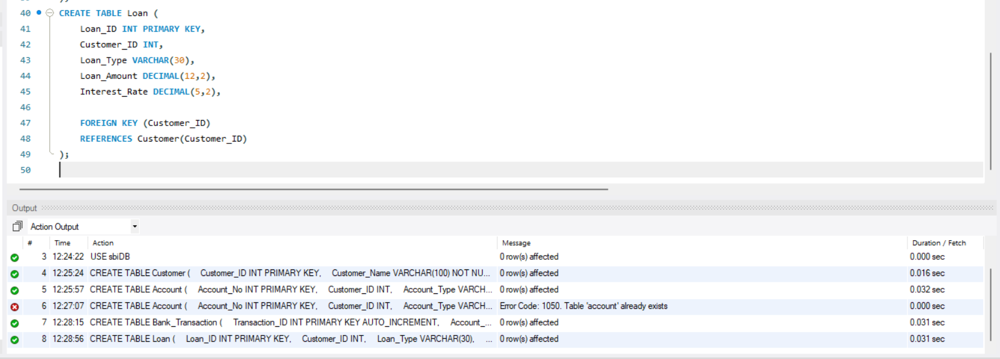 40 CREATE TABLE Loan (
41 Loan_ID INT PRIMARY KEY,
42 Customer_ID INT,
43 Loan_Type VARCHAR(30),
44 Loan_Amount DECIMAL(12,2),
45 Interest_Rate DECIMAL(5,2),
46
47 FOREIGN KEY (Customer_ID)
48 REFERENCES Customer(Customer_ID)
49 );
50
Output
Action Output
# Time Action Message Duration / Fetch
3 12:24:22 USE sbiDB 0 row(s) affected 0.000 sec
4 12:25:24 CREATE TABLE Customer ( Customer_ID INT PRIMARY KEY, Customer_Name VARCHAR(100) NOT NU... 0 row(s) affected 0.016 sec
5 12:25:57 CREATE TABLE Account ( Account_No INT PRIMARY KEY, Customer_ID INT, Account_Type VARCH... 0 row(s) affected 0.032 sec
6 12:27:07 CREATE TABLE Account ( Account_No INT PRIMARY KEY, Customer_ID INT, Account_Type VARCH... Error Code: 1050. Table 'account' already exists 0.000 sec
7 12:28:15 CREATE TABLE Bank_Transaction ( Transaction_ID INT PRIMARY KEY AUTO_INCREMENT, Account_... 0 row(s) affected 0.031 sec
8 12:28:56 CREATE TABLE Loan ( Loan_ID INT PRIMARY KEY, Customer_ID INT, Loan_Type VARCHAR(30), ... 0 row(s) affected 0.031 sec